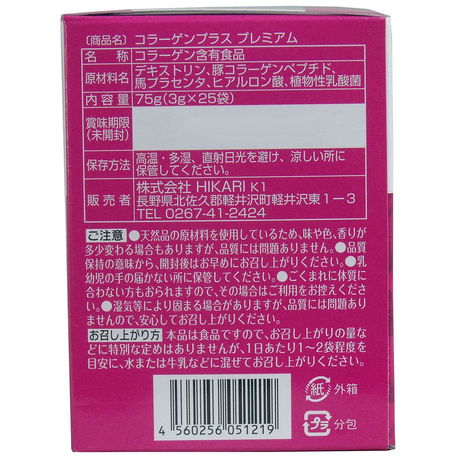 [商品名] コラーゲンプラス プレミアム
名称 コラーゲン含有食品
原材料名 デキストリン、豚コラーゲンペプチド、
馬プラセンタ、ヒアルロン酸、植物性乳酸菌
内容量 75g(3g×25袋)
賞味期限
(未開封)
保存方法 高温・多湿、直射日光を避け、涼しい所に
保管してください。
販売者 株式会社 HIKARI K1
長野県北佐久郡軽井沢町軽井沢東1-3
TEL 0267-41-2424
ご注意 ●天然品の原材料を使用しているため、味や色、香りが
多少変わる場合もありますが、品質には問題ありません。●品質
保持の意味から、開封後はお早めにお召し上がりください。●乳
幼児の手の届かない所に保管してください。●ごくまれに体質に
合わない方もおられますので、その場合はご利用をお控えくださ
い。●湿気等により固まる場合がありますが、品質には問題あり
ませんので、安心してお召し上がりください。
お召し上がり方 本品は食品ですので、お召し上がりの量な
どに特別な定めはありませんが、1日あたり1〜2袋程度を
目安に、水または牛乳などに混ぜてお召し上がりください。
紙 外箱
プラ 分包
4 560256 051219